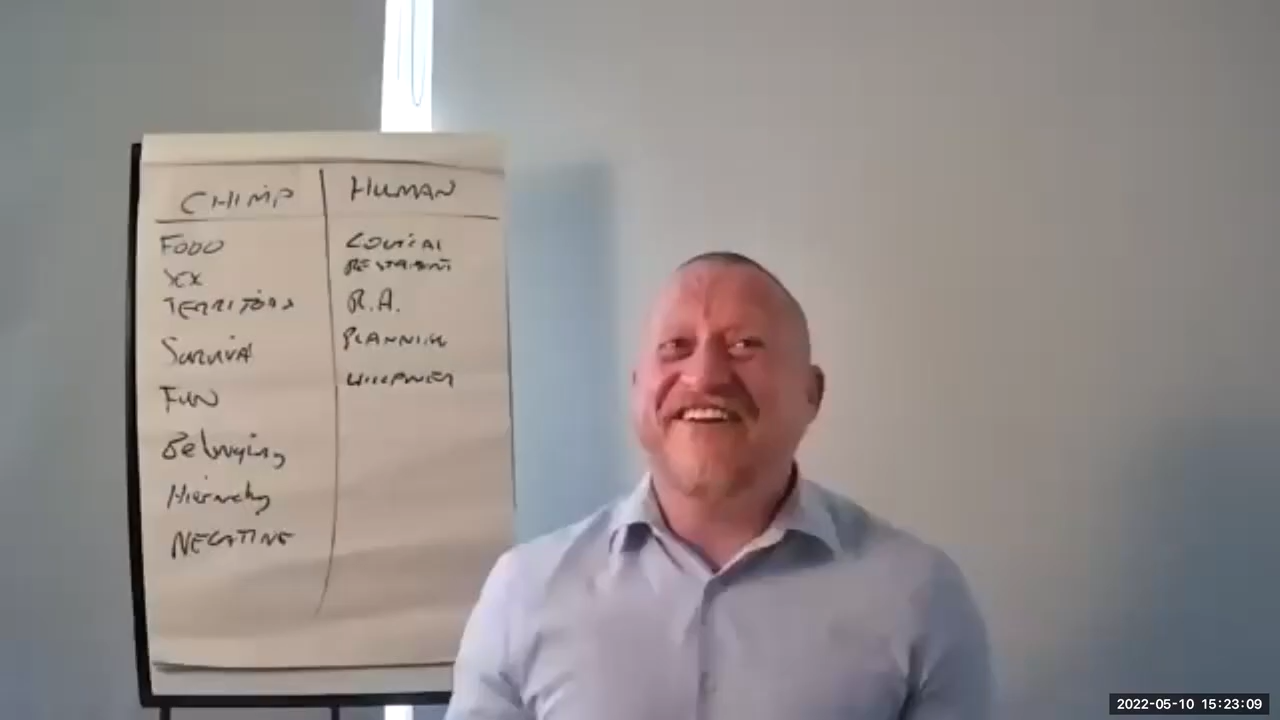 CHIMP
FOOD
SEX
TERRITORY
SURVIVAL
FUN
Belonging
Hierarchy
NEGATIVE
HUMAN
LOGICAL
RESTRAINT
R.A.
PLANNING
WILLPOWER
2022-05-10 15:23:09